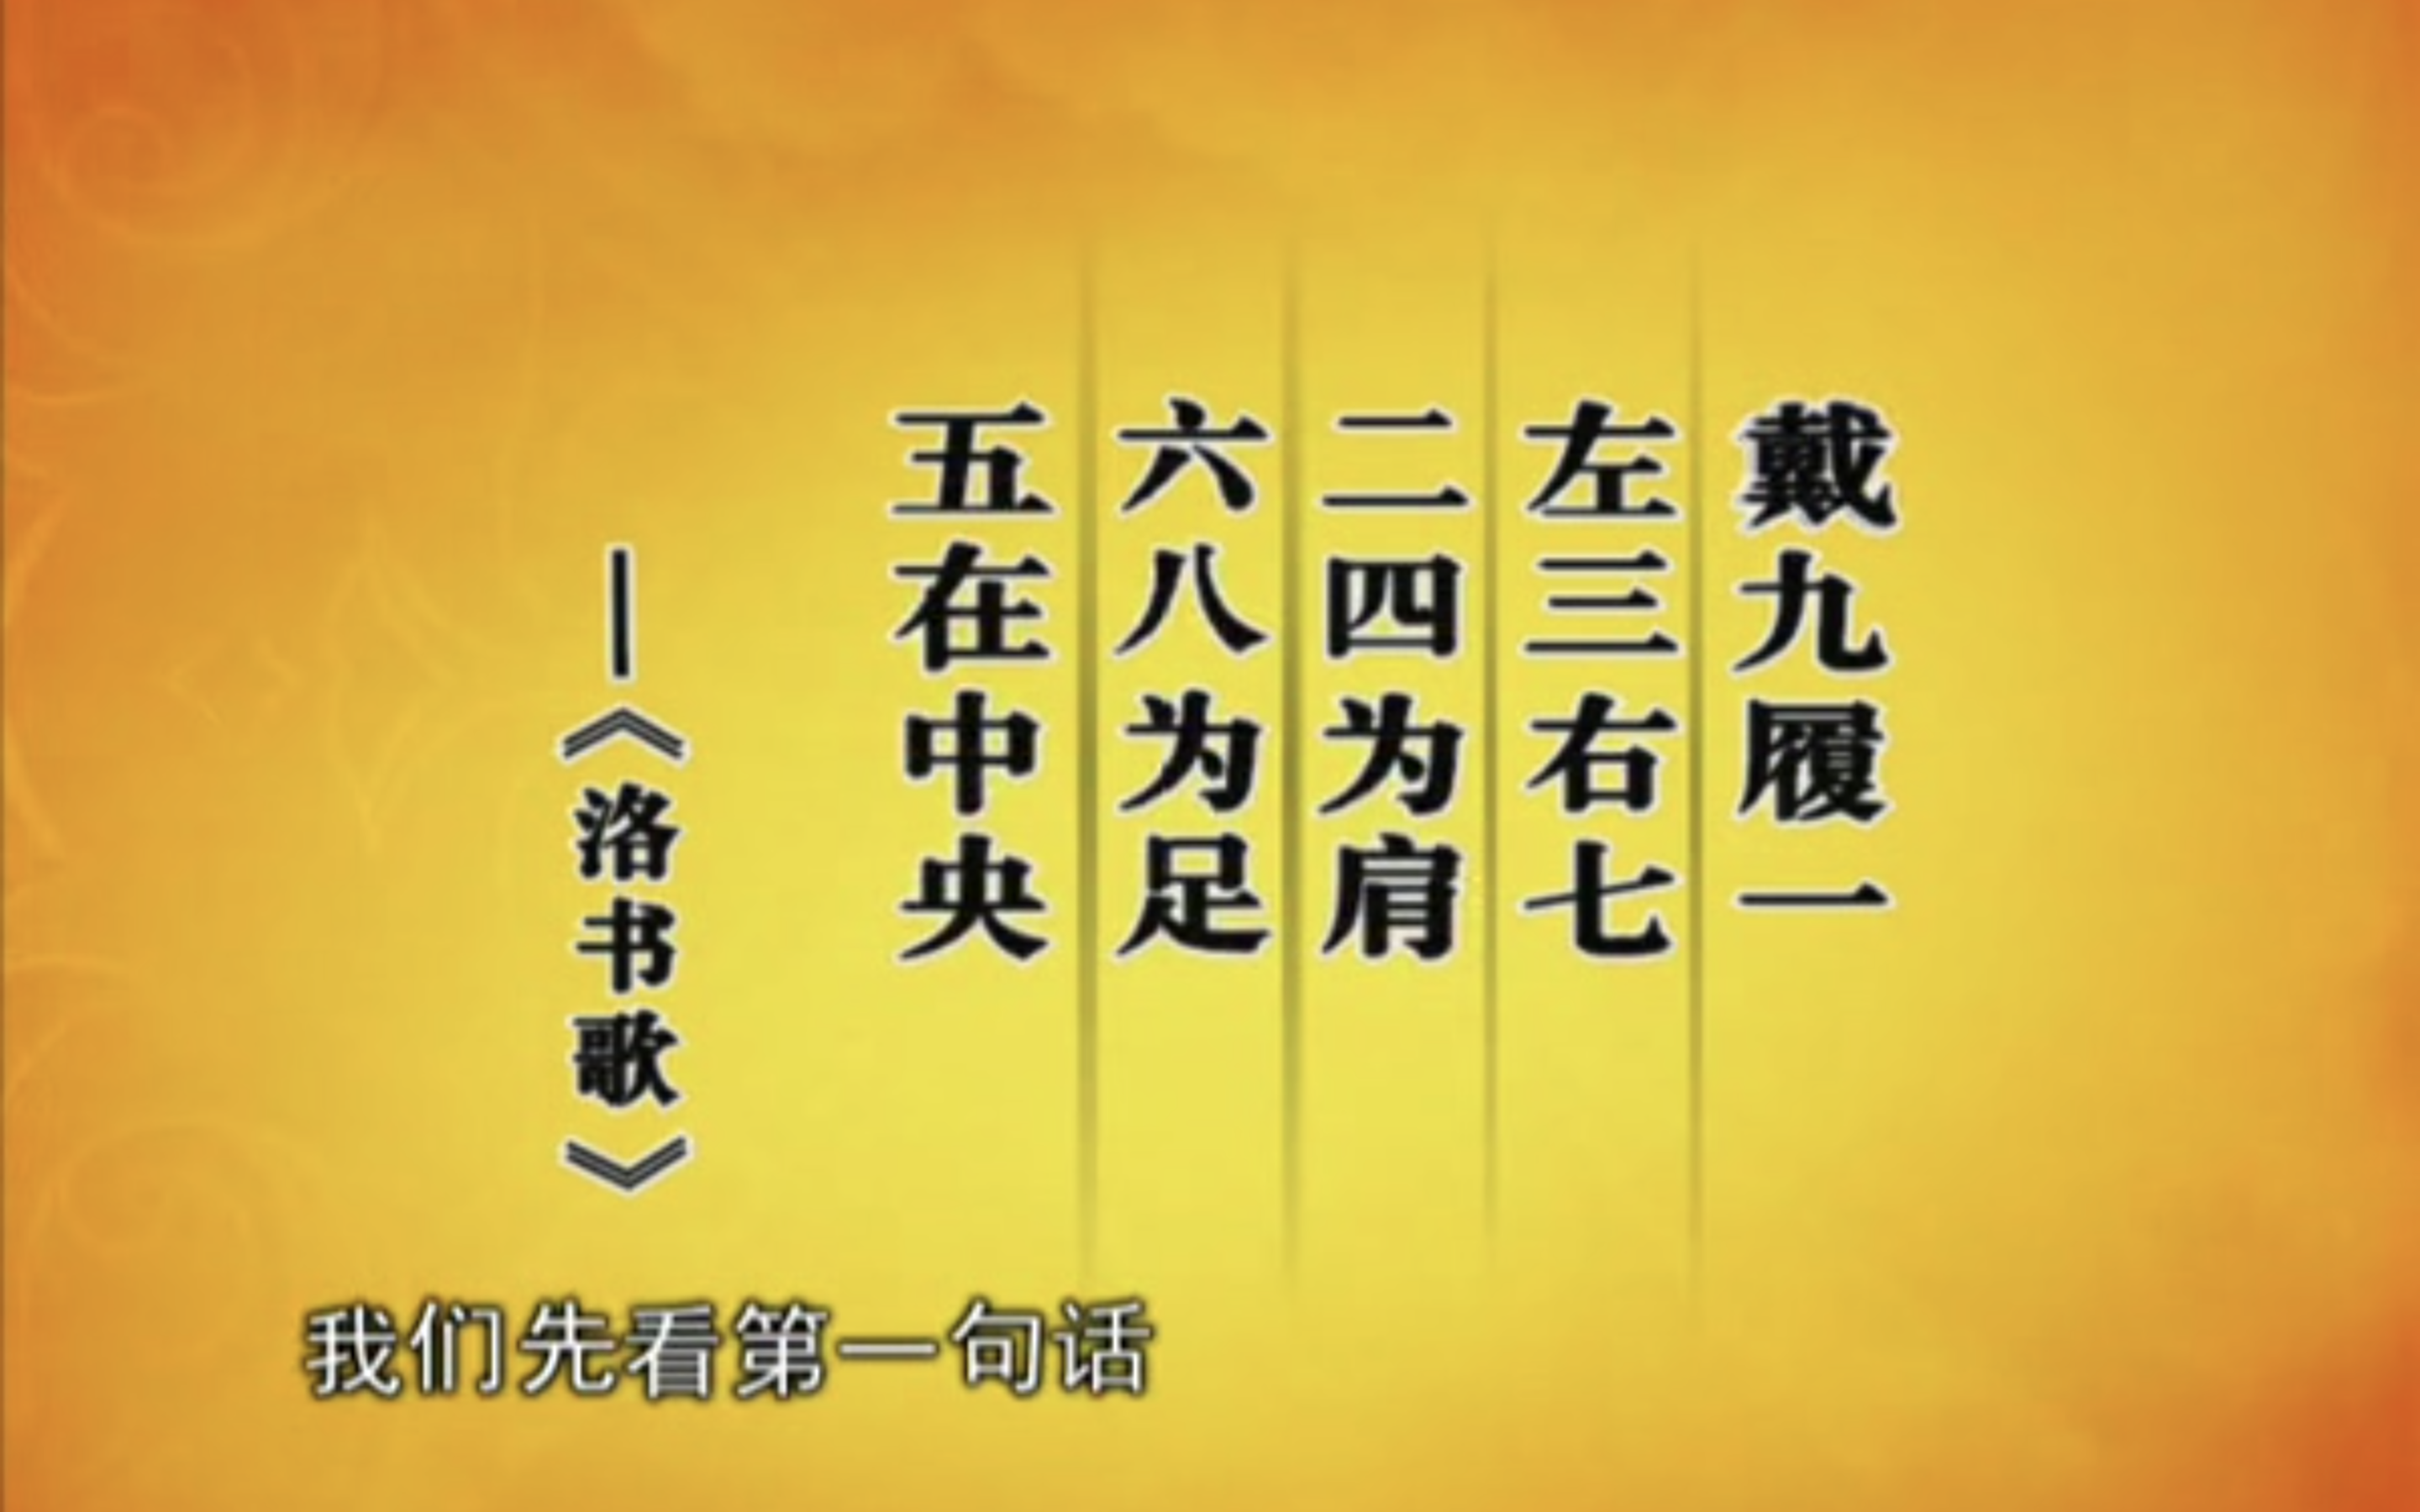 戴九履一
左三右七
二四为肩
六八为足
五在中央
—《洛书歌》
我们先看第一句话